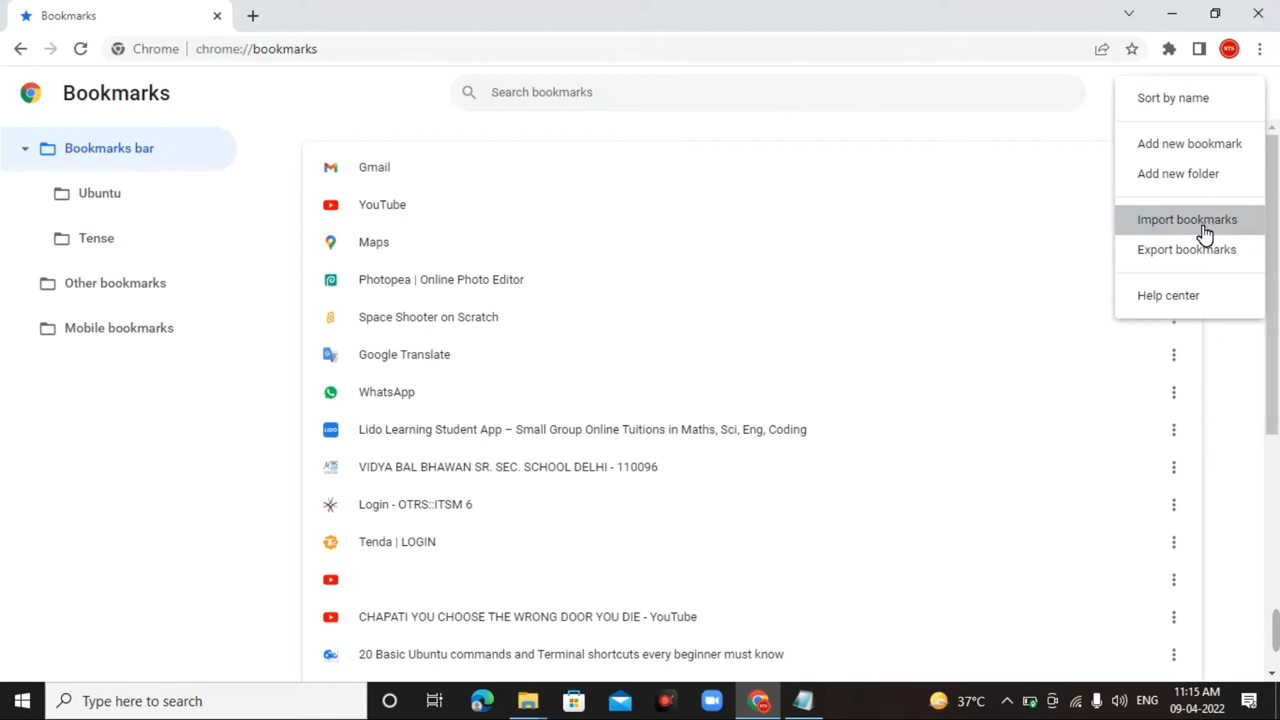 Bookmarks
Chrome
chrome://bookmarks
STS
Bookmarks
Search bookmarks
Sort by name
Add new bookmark
Add new folder
Import bookmarks
Export bookmarks
Help center
Bookmarks bar
Ubuntu
Tense
Other bookmarks
Mobile bookmarks
Gmail
YouTube
Maps
Photopea | Online Photo Editor
Space Shooter on Scratch
Google Translate
WhatsApp
LIDO
Lido Learning Student App – Small Group Online Tuitions in Maths, Sci, Eng, Coding
VIDYA BAL BHAWAN SR. SEC. SCHOOL DELHI - 110096
Login - OTRS::ITSM 6
Tenda | LOGIN
CHAPATI YOU CHOOSE THE WRONG DOOR YOU DIE - YouTube
20 Basic Ubuntu commands and Terminal shortcuts every beginner must know
Type here to search
37°C
ENG
11:15 AM
09-04-2022